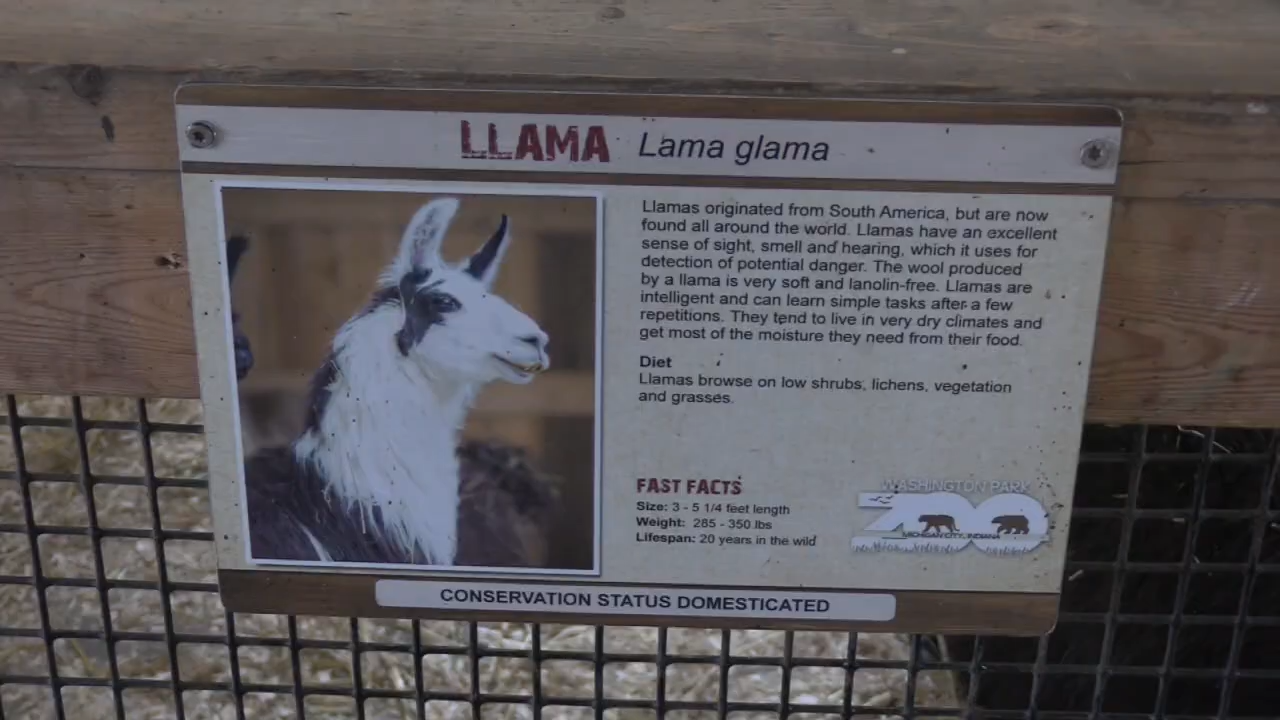 LLAMA Lama glama
Llamas originated from South America, but are now
found all around the world. Llamas have an excellent
sense of sight, smell and hearing, which it uses for
detection of potential danger. The wool produced
by a llama is very soft and lanolin-free. Llamas are
intelligent and can learn simple tasks after a few
repetitions. They tend to live in very dry climates and
get most of the moisture they need from their food.
Diet
Llamas browse on low shrubs, lichens, vegetation
and grasses.
FAST FACTS
Size: 3 - 5 1/4 feet length
Weight: 285 - 350 lbs
Lifespan: 20 years in the wild
WASHINGTON PARK
ZOO
MICHIGAN CITY, INDIANA
CONSERVATION STATUS DOMESTICATED